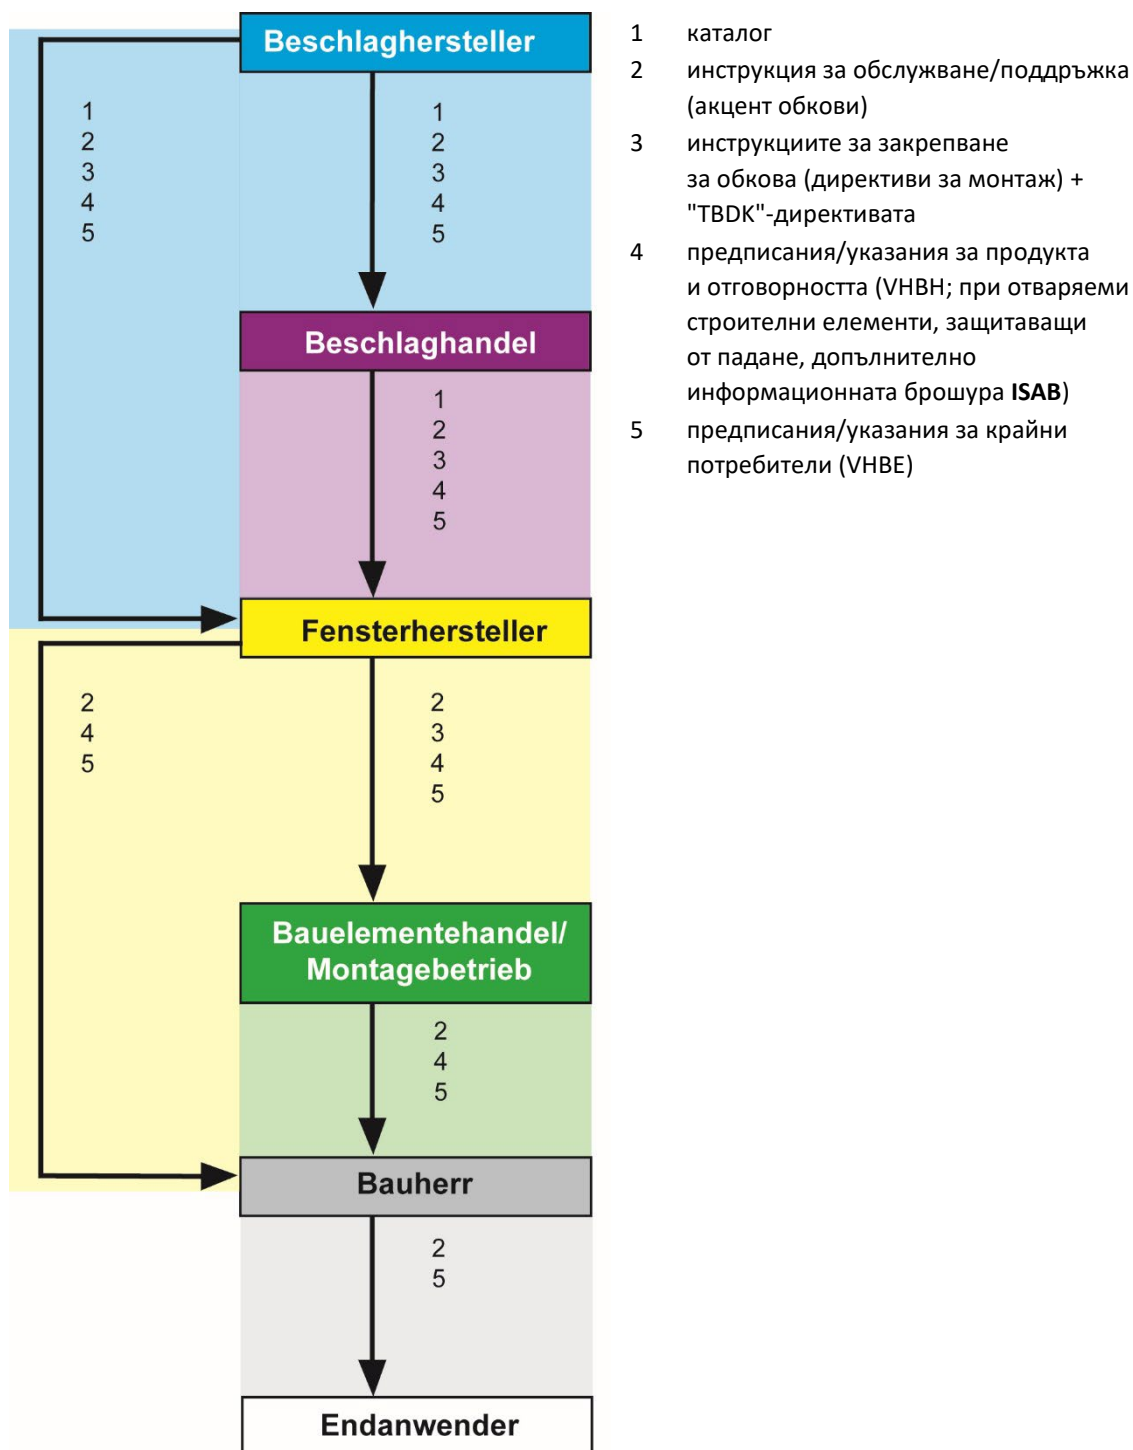 Beschlaghersteller
1
2
3
4
5
1
2
3
4
5
Beschlaghandel
1
2
3
4
5
Fensterhersteller
2
4
5
2
3
4
5
Bauelementehandel/
Montagebetrieb
2
4
5
Bauherr
2
5
Endanwender
1 каталог
2 инструкция за обслужване/поддръжка
(акцент обкови)
3 инструкциите за закрепване
за обкова (директиви за монтаж) +
"TBDK"-директивата
4 предписания/указания за продукта
и отговорността (VHBH; при отваряеми
строителни елементи, защитаващи
от падане, допълнително
информационната брошура ISAB)
5 предписания/указания за крайни
потребители (VHBE)